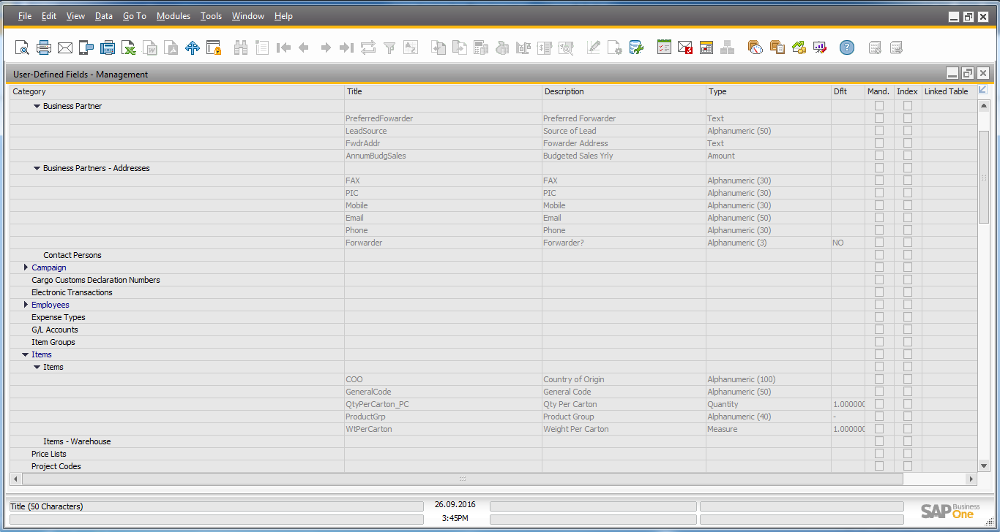 File Edit View Data Go To Modules Tools Window Help
User-Defined Fields - Management
Category Title Description Type Dflt Mand. Index Linked Table
Business Partner
PreferredFowarder Preferred Forwarder Text
LeadSource Source of Lead Alphanumeric (50)
FwdrAddr Fowarder Address Text
AnnumBudgSales Budgeted Sales Yrly Amount
Business Partners - Addresses
FAX FAX Alphanumeric (30)
PIC PIC Alphanumeric (30)
Mobile Mobile Alphanumeric (30)
Email Email Alphanumeric (50)
Phone Phone Alphanumeric (30)
Forwarder Forwarder? Alphanumeric (3) NO
Contact Persons
Campaign
Cargo Customs Declaration Numbers
Electronic Transactions
Employees
Expense Types
G/L Accounts
Item Groups
Items
Items
COO Country of Origin Alphanumeric (100)
GeneralCode General Code Alphanumeric (50)
QtyPerCarton_PC Qty Per Carton Quantity 1.000000
ProductGrp Product Group Alphanumeric (40) -
WtPerCarton Weight Per Carton Measure 1.000000
Items - Warehouse
Price Lists
Project Codes
Title (50 Characters) 26.09.2016
3:45PM
SAP Business One